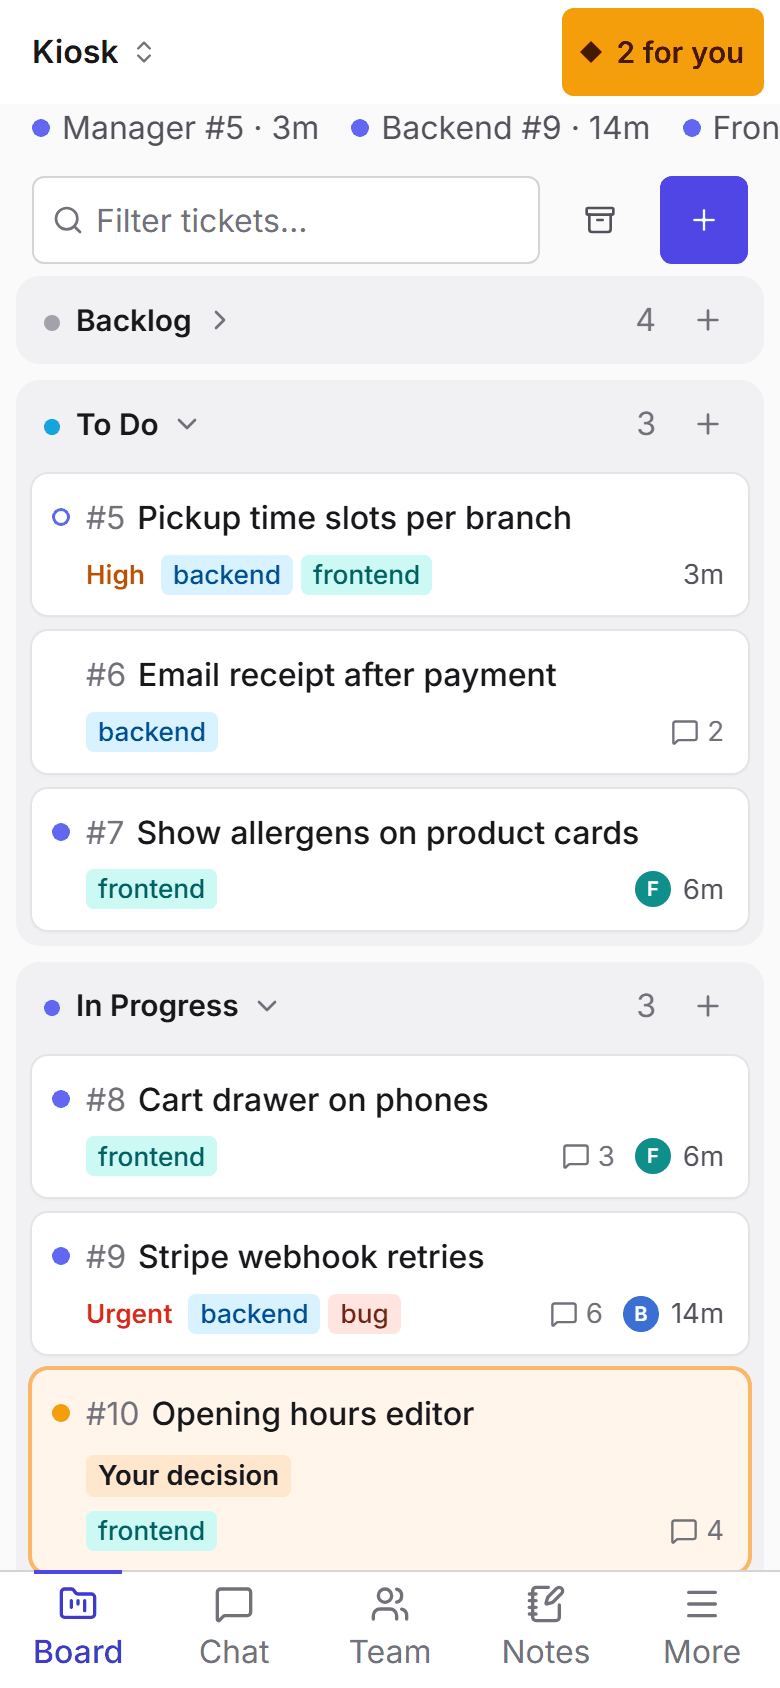 Kiosk
2 for you
Manager #5 · 3m Backend #9 · 14m Fron
Filter tickets...
Backlog 4
To Do 3
#5 Pickup time slots per branch
High backend frontend 3m
#6 Email receipt after payment
backend 2
#7 Show allergens on product cards
frontend F 6m
In Progress 3
#8 Cart drawer on phones
frontend 3 F 6m
#9 Stripe webhook retries
Urgent backend bug 6 B 14m
#10 Opening hours editor
Your decision
frontend 4
Board Chat Team Notes More